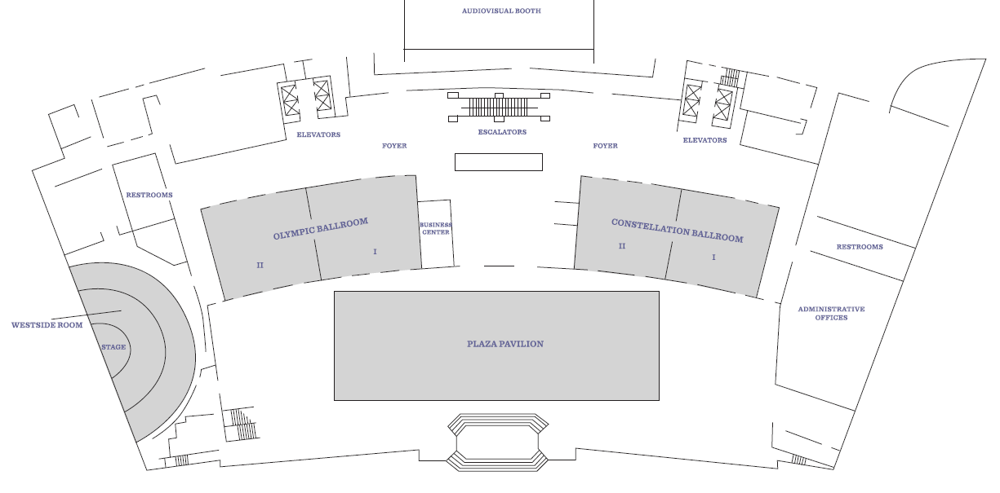 AUDIOVISUAL BOOTH
ESCALATORS
ELEVATORS
ELEVATORS
FOYER
FOYER
RESTROOMS
OLYMPIC BALLROOM
II
I
BUSINESS
CENTER
CONSTELLATION BALLROOM
II
I
RESTROOMS
ADMINISTRATIVE
OFFICES
WESTSIDE ROOM
STAGE
PLAZA PAVILION